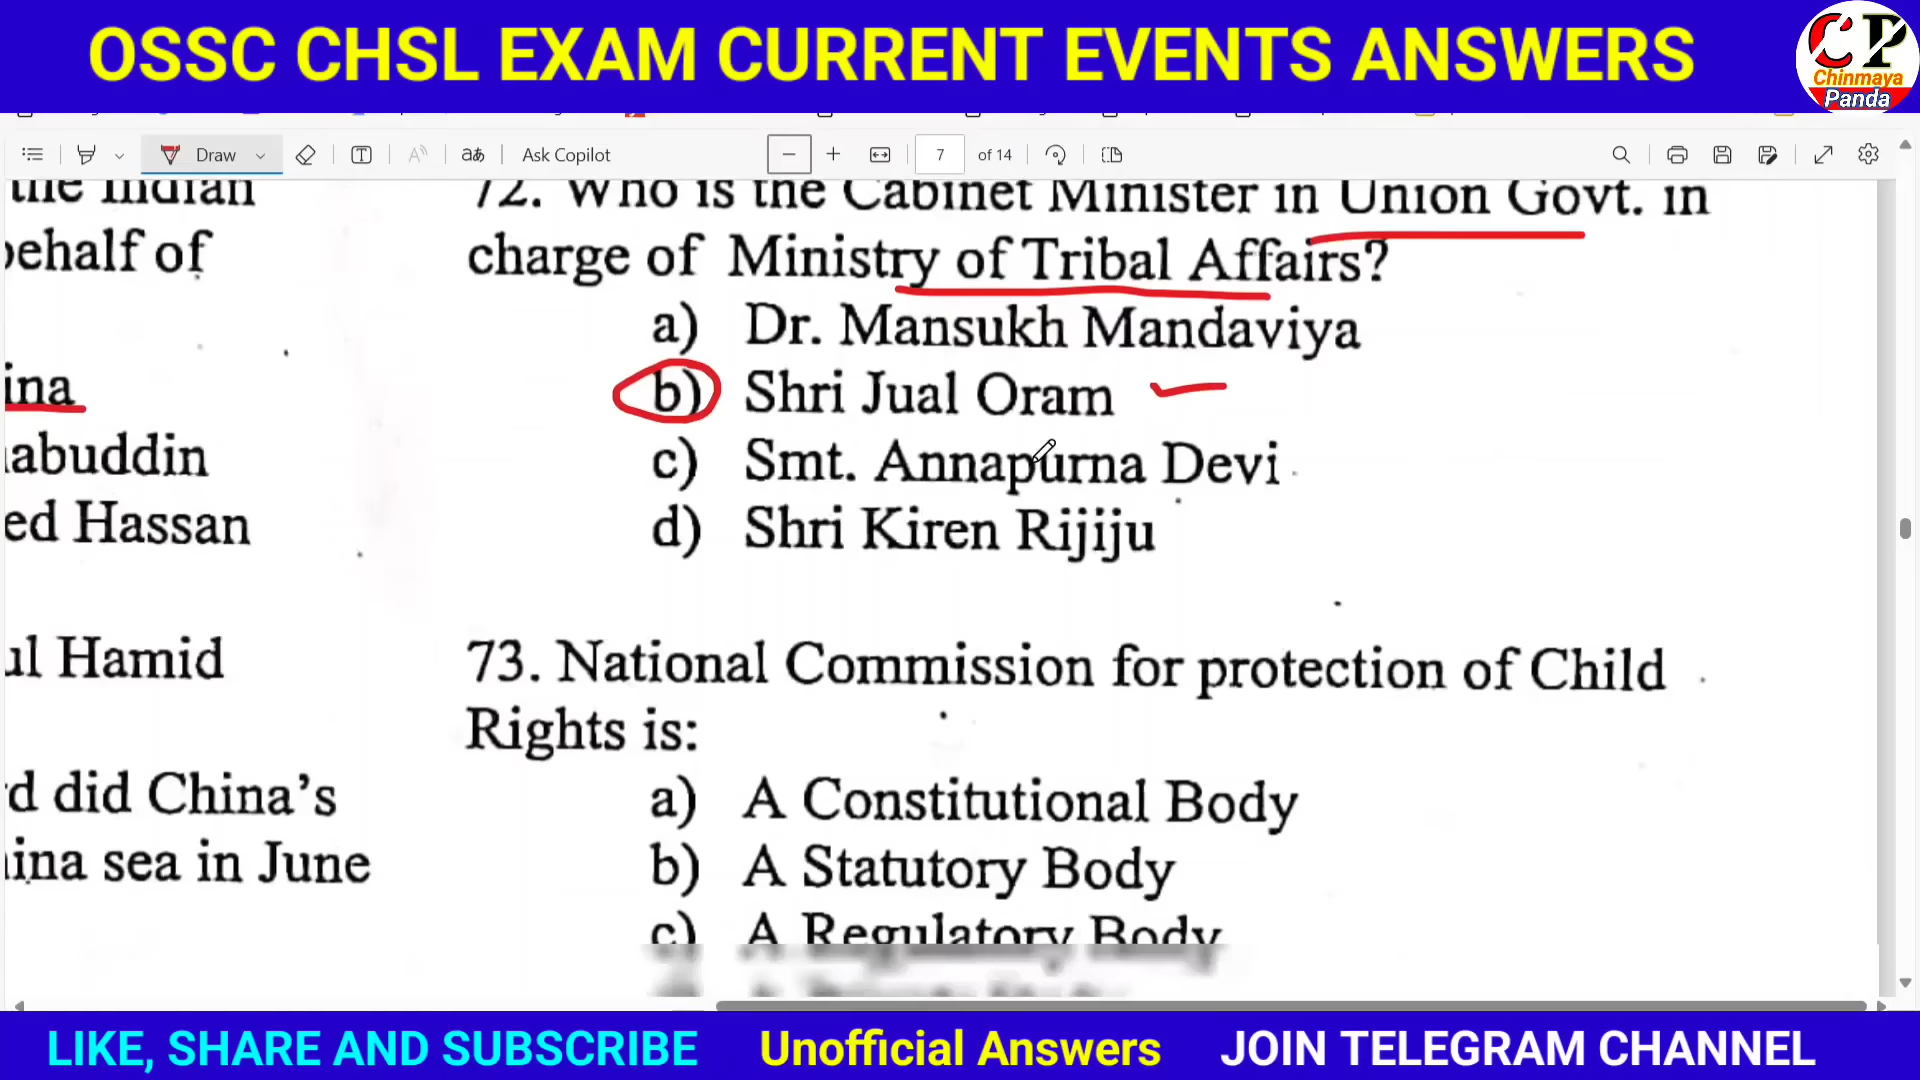 OSSC CHSL EXAM CURRENT EVENTS ANSWERS
CP
Chinmaya
Panda
Draw
Ask Copilot
7
of 14
the Indian
behalf of
ina
abuddin
ed Hassan
ul Hamid
d did China's
ina sea in June
72. Who is the Cabinet Minister in Union Govt. in
charge of Ministry of Tribal Affairs?
a) Dr. Mansukh Mandaviya
b) Shri Jual Oram
c) Smt. Annapurna Devi
d) Shri Kiren Rijiju
73. National Commission for protection of Child
Rights is:
a) A Constitutional Body
b) A Statutory Body
c) A Regulatory Body
LIKE, SHARE AND SUBSCRIBE
Unofficial Answers
JOIN TELEGRAM CHANNEL